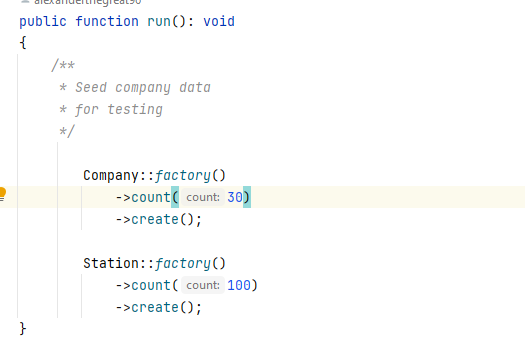 alexanderthegreat96
public function run(): void
{
/**
* Seed company data
* for testing
*/
Company::factory()
->count( count: 30)
->create();
Station::factory()
->count( count: 100)
->create();
}